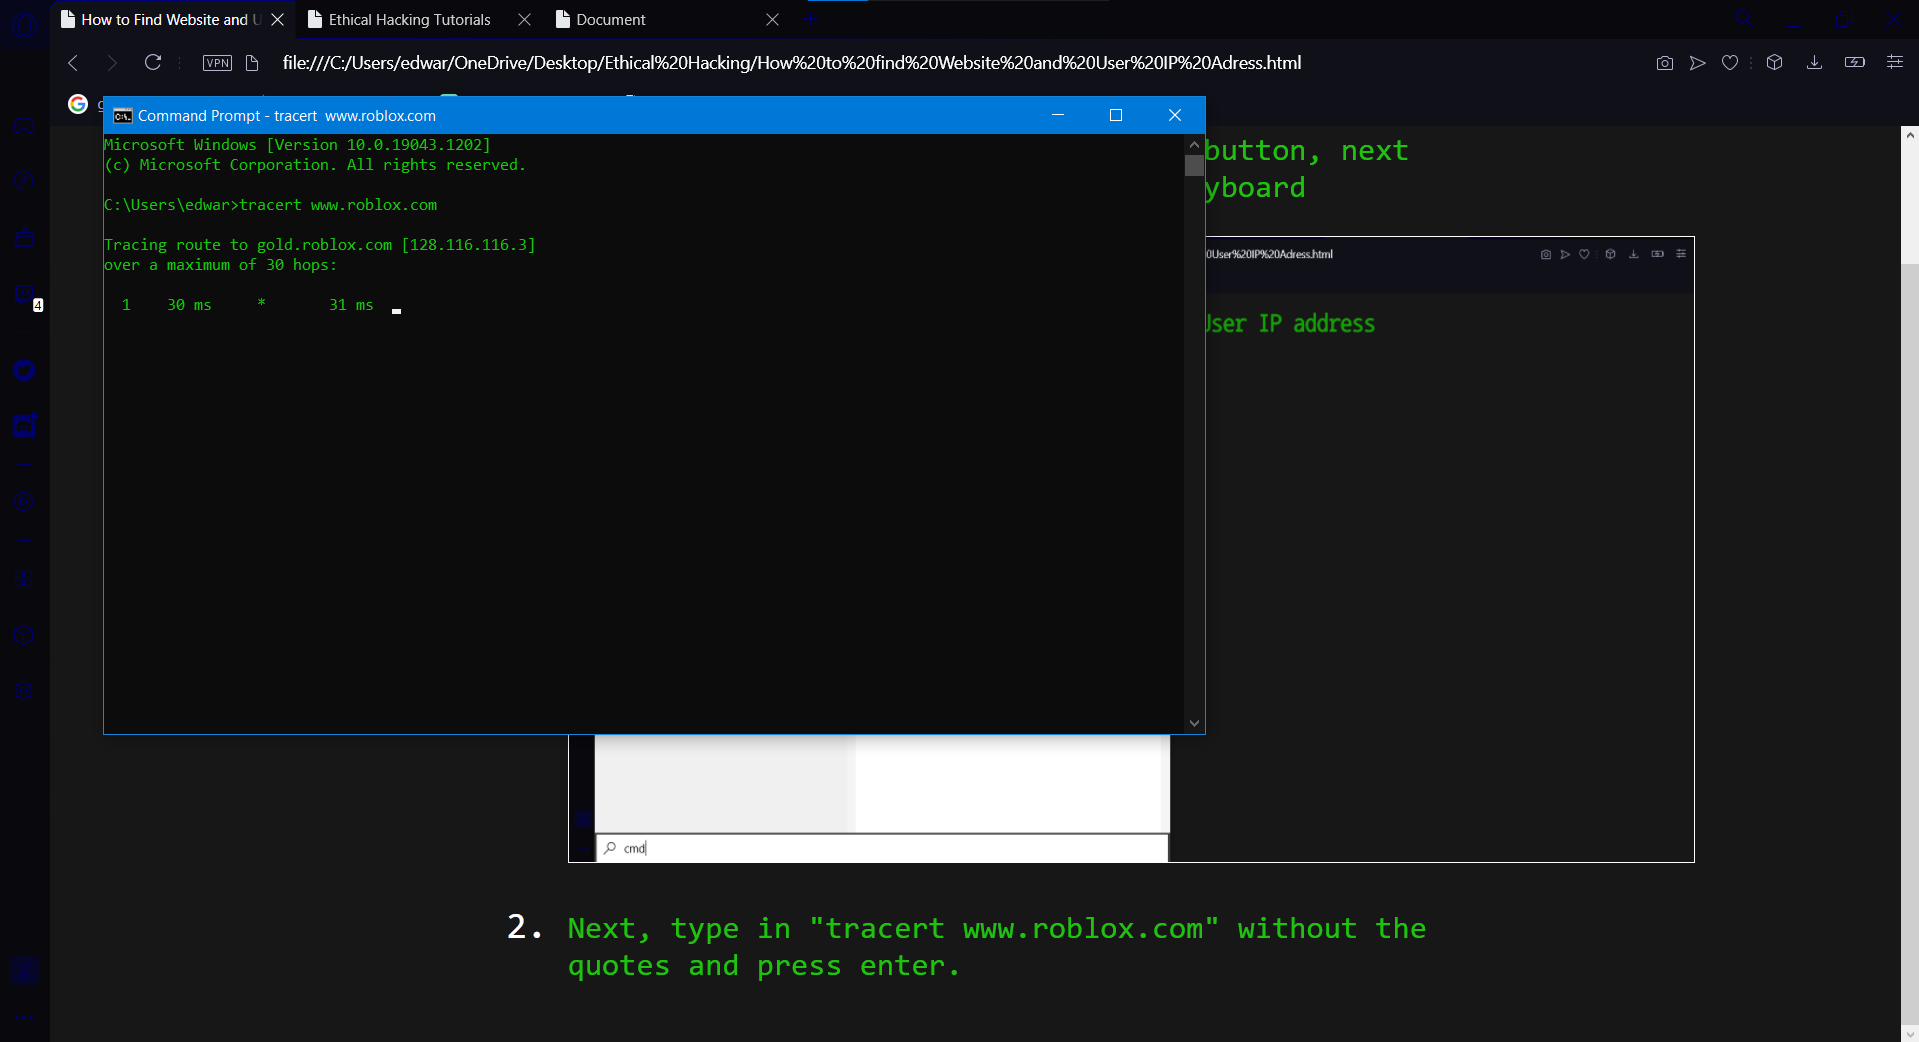 How to Find Website and U
Ethical Hacking Tutorials
Document
VPN
file:///C:/Users/edwar/OneDrive/Desktop/Ethical%20Hacking/How%20to%20find%20Website%20and%20User%20IP%20Adress.html
Command Prompt - tracert www.roblox.com
Microsoft Windows [Version 10.0.19043.1202]
(c) Microsoft Corporation. All rights reserved.
C:\Users\edwar>tracert www.roblox.com
Tracing route to gold.roblox.com [128.116.116.3]
over a maximum of 30 hops:
1 30 ms * 31 ms
4
button, next
yboard
0User%20IP%20Adress.html
User IP address
cmd
2. Next, type in "tracert www.roblox.com" without the
quotes and press enter.